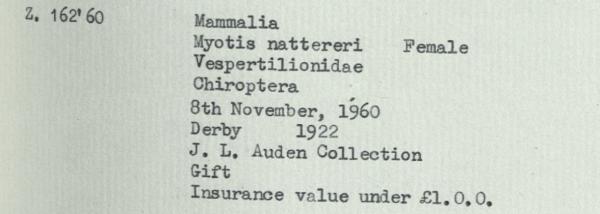 Z. 162'60 Mammalia
Myotis nattereri Female
Vespertilionidae
Chiroptera
8th November, 1960
Derby 1922
J. L. Auden Collection
Gift
Insurance value under £1.0.0.